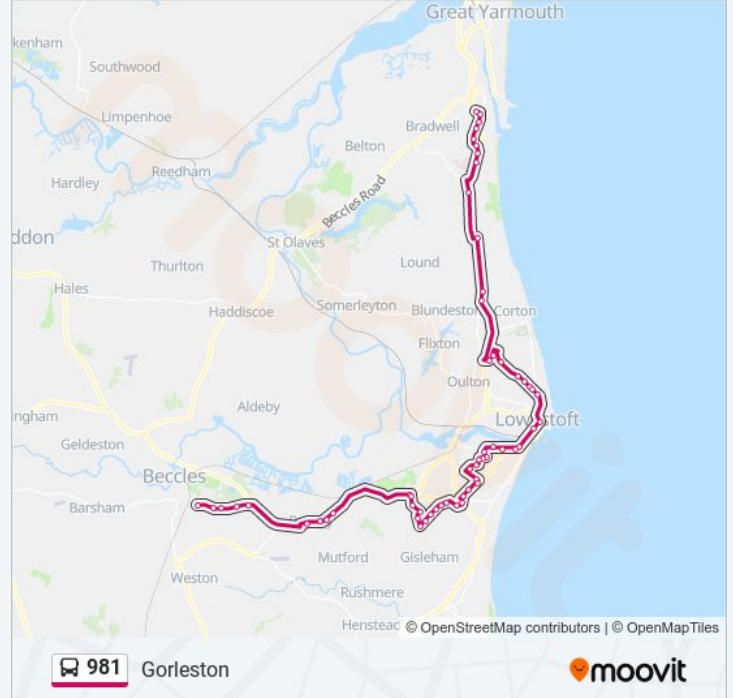 Great Yarmouth
kenham
Southwood
Limpenhoe
Bradwell
Belton
Reedham
Hardley
Beccles Road
ddon
St Olaves
Thurlton
Lound
Hales
Somerleyton
Blundeston
Corton
Haddiscoe
Flixton
Oulton
Aldeby
ingham
Lowestoft
Geldeston
Beccles
Barsham
Mutford
Gisleham
Weston
Rushmere
Henstead
© OpenStreetMap contributors | © OpenMapTiles
981 Gorleston
moovit